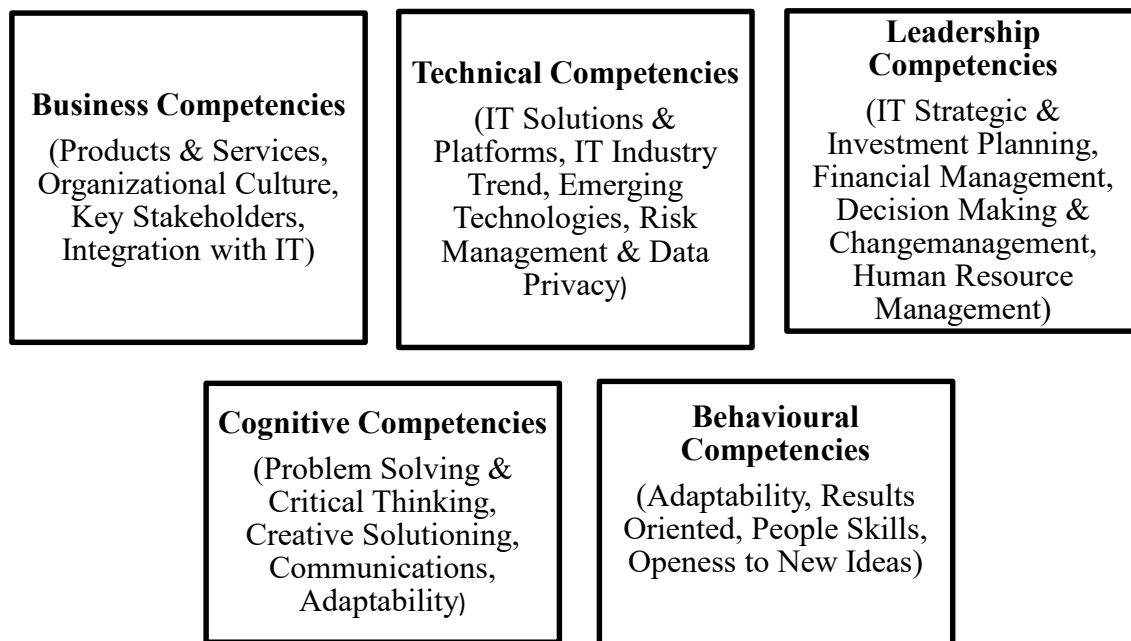 Business Competencies
(Products & Services,
Organizational Culture,
Key Stakeholders,
Integration with IT)
Technical Competencies
(IT Solutions &
Platforms, IT Industry
Trend, Emerging
Technologies, Risk
Management & Data
Privacy)
Leadership
Competencies
(IT Strategic &
Investment Planning,
Financial Management,
Decision Making &
Changemanagement,
Human Resource
Management)
Cognitive Competencies
(Problem Solving &
Critical Thinking,
Creative Solutioning,
Communications,
Adaptability)
Behavioural
Competencies
(Adaptability, Results
Oriented, People Skills,
Openess to New Ideas)